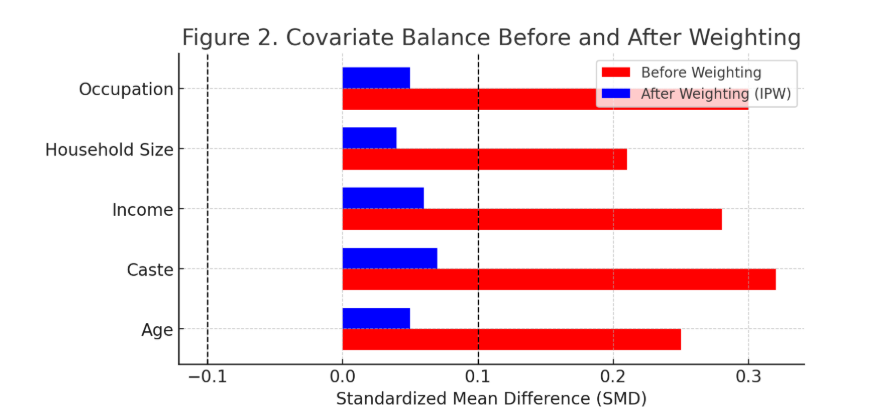 Figure 2. Covariate Balance Before and After Weighting
Before Weighting
After Weighting (IPW)
Occupation
Household Size
Income
Caste
Age
−0.1 0.0 0.1 0.2 0.3
Standardized Mean Difference (SMD)